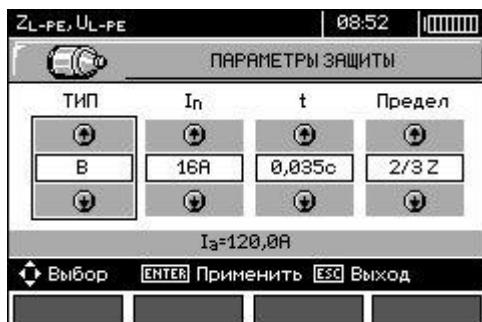 ZL-PE, UL-PE 08:52
ПАРАМЕТРЫ ЗАЩИТЫ
ТИП In t Предел
B 16A 0,035с 2/3 Z
Ia=120,0A
Выбор ENTER Применить ESC Выход